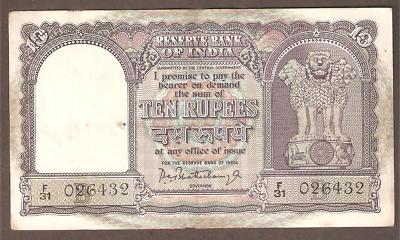 10 RESERVE BANK OF INDIA 10
GUARANTEED BY THE CENTRAL GOVERNMENT
I promise to pay the
bearer on demand
the sum of
TEN RUPEES
दस रुपये
at any office of issue
FOR THE RESERVE BANK OF INDIA
GOVERNOR
F/31 026432
F/31 026432